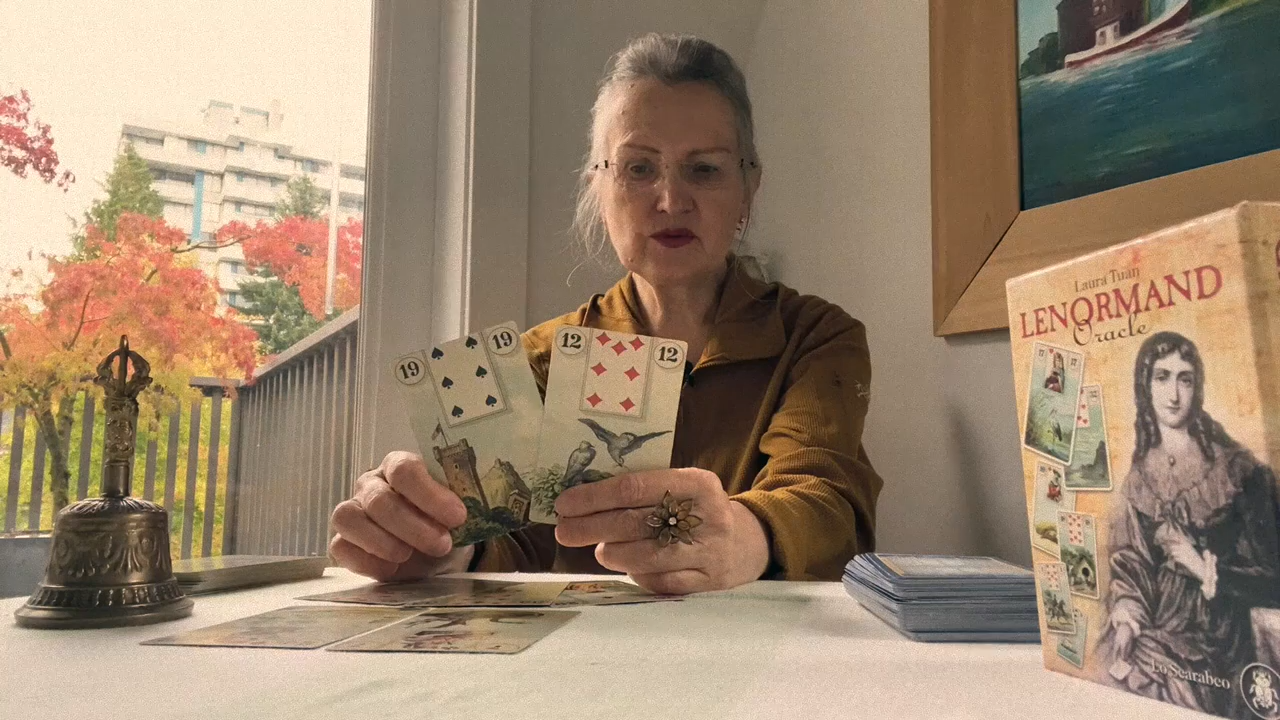 19
19
12
12
Laura Tuan
LENORMAND
Oracle
Lo Scarabeo